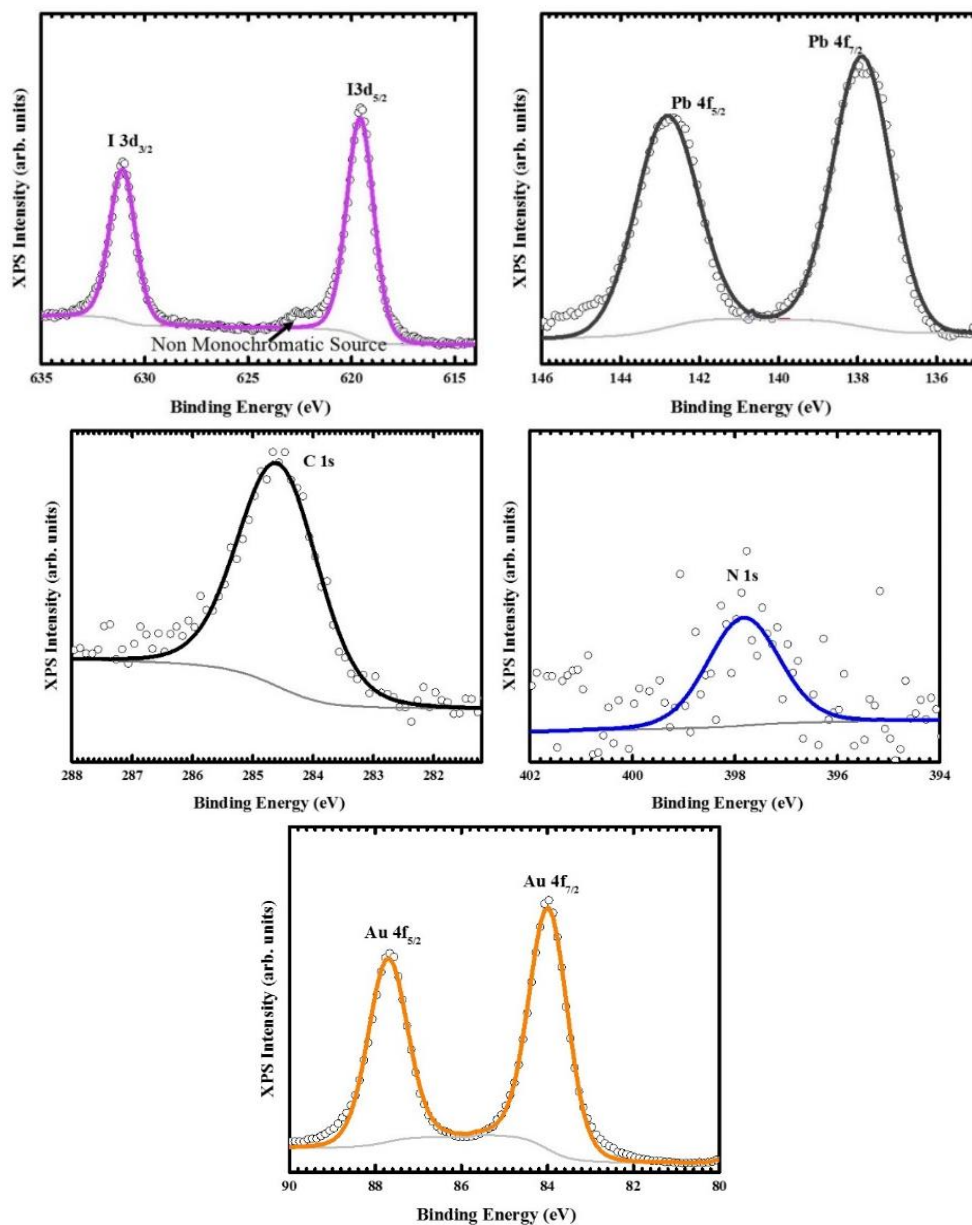 XPS Intensity (arb. units)
I 3d3/2
I3d5/2
Non Monochromatic Source
635 630 625 620 615
Binding Energy (eV)
XPS Intensity (arb. units)
Pb 4f5/2
Pb 4f7/2
146 144 142 140 138 136
Binding Energy (eV)
XPS Intensity (arb. units)
C 1s
288 287 286 285 284 283 282
Binding Energy (eV)
XPS Intensity (arb. units)
N 1s
402 400 398 396 394
Binding Energy (eV)
XPS Intensity (arb. units)
Au 4f5/2
Au 4f7/2
90 88 86 84 82 80
Binding Energy (eV)